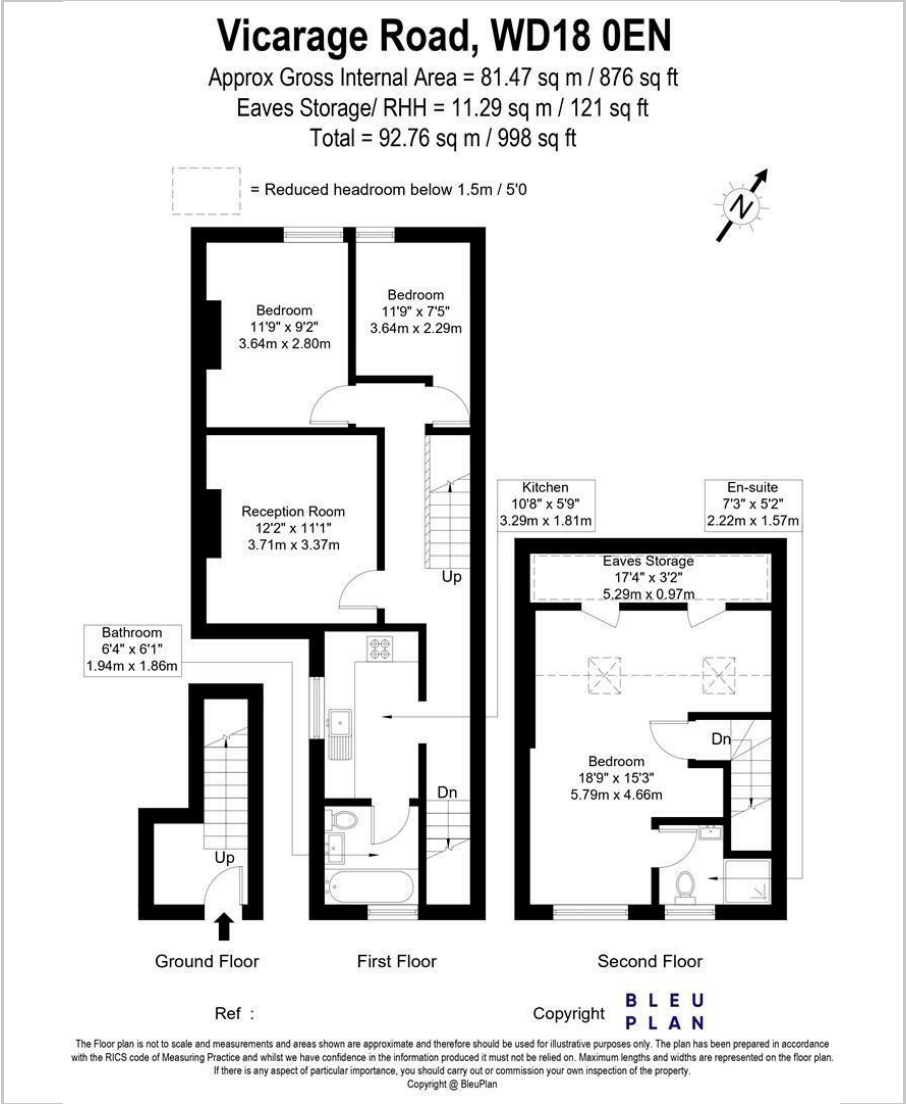 Vicarage Road, WD18 0EN
Approx Gross Internal Area = 81.47 sq m / 876 sq ft
Eaves Storage/ RHH = 11.29 sq m / 121 sq ft
Total = 92.76 sq m / 998 sq ft
= Reduced headroom below 1.5m / 5'0
N
Bedroom
11'9" x 9'2"
3.64m x 2.80m
Bedroom
11'9" x 7'5"
3.64m x 2.29m
Reception Room
12'2" x 11'1"
3.71m x 3.37m
Up
Kitchen
10'8" x 5'9"
3.29m x 1.81m
En-suite
7'3" x 5'2"
2.22m x 1.57m
Eaves Storage
17'4" x 3'2"
5.29m x 0.97m
Bathroom
6'4" x 6'1"
1.94m x 1.86m
Dn
Bedroom
18'9" x 15'3"
5.79m x 4.66m
Dn
Up
Ground Floor
First Floor
Second Floor
Ref :
Copyright
BLEU
PLAN
The Floor plan is not to scale and measurements and areas shown are approximate and therefore should be used for illustrative purposes only. The plan has been prepared in accordance
with the RICS code of Measuring Practice and whilst we have confidence in the information produced it must not be relied on. Maximum lengths and widths are represented on the floor plan.
If there is any aspect of particular importance, you should carry out or commission your own inspection of the property.
Copyright @ BleuPlan